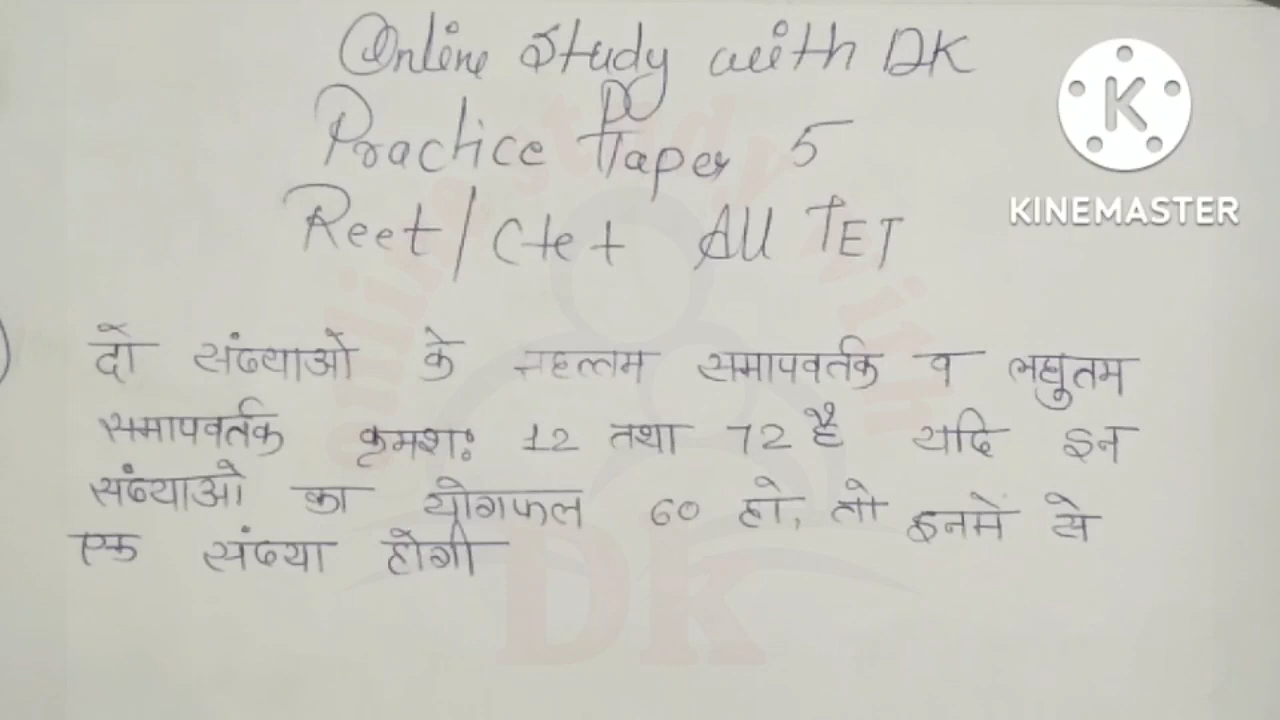 Online Study with DK
Practice Paper 5
Reet/Ctet All TET
K
KINEMASTER
दो संख्याओ के महत्तम समापवर्तक व लघुतम
समापवर्तक क्रमशः 12 तथा 72 है यदि इन
संख्याओ का योगफल 60 हो, तो इनमें से
एक संख्या होगी
DK